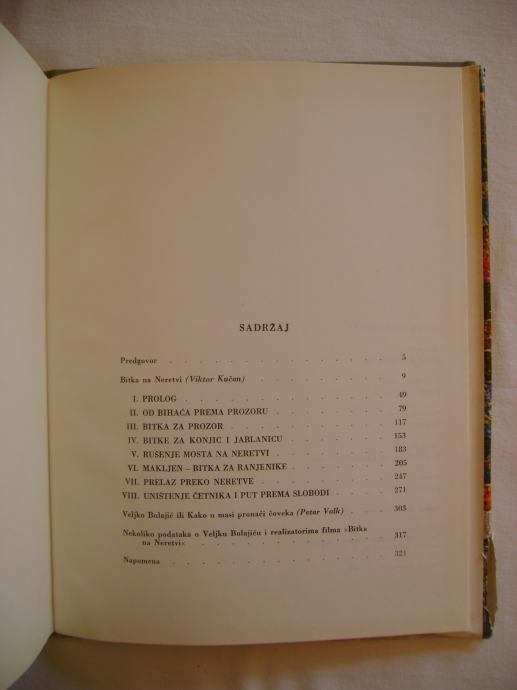 SADRŽAJ
Predgovor . . . . . . . . . . . . . . 5
Bitka na Neretvi (Viktor Kučan) . . . . . . . . . 9
I. PROLOG . . . . . . . . . . . . . 49
II. OD BIHAĆA PREMA PROZORU . . . . . . . . 79
III. BITKA ZA PROZOR . . . . . . . . . . 117
IV. BITKE ZA KONJIC I JABLANICU . . . . . . . 153
V. RUŠENJE MOSTA NA NERETVI . . . . . . . 183
VI. MAKLJEN – BITKA ZA RANJENIKE . . . . . . 205
VII. PRELAZ PREKO NERETVE . . . . . . . . 247
VIII. UNIŠTENJE ČETNIKA I PUT PREMA SLOBODI . . . . 271
Veljko Bulajić ili Kako u masi pronaći čoveka (Petar Volk) . . . . 303
Nekoliko podataka o Veljku Bulajiću i realizatorima filma »Bitka
na Neretvi« . . . . . . . . . . . . 317
Napomena . . . . . . . . . . . . . . 321